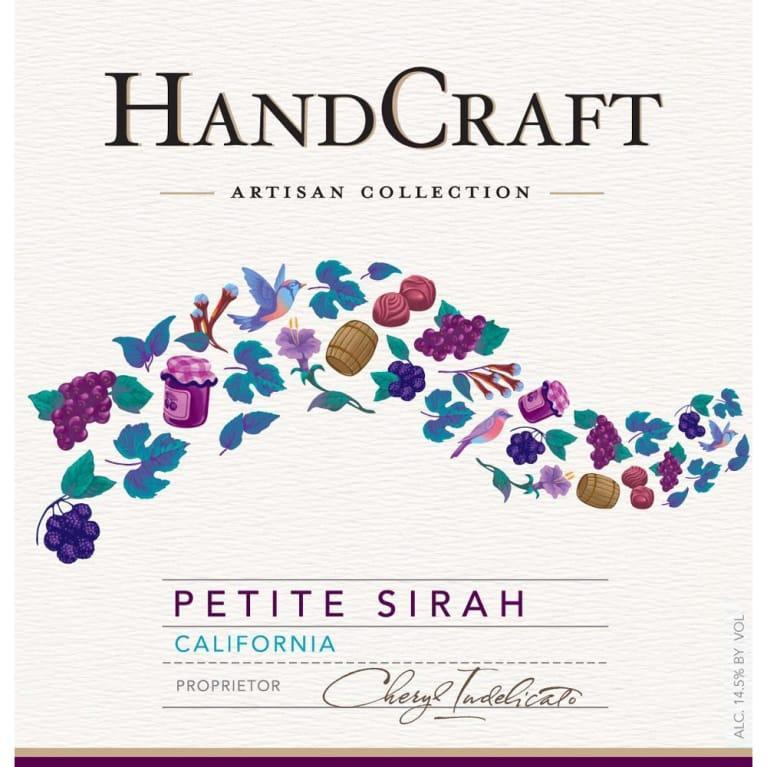 HANDCRAFT
ARTISAN COLLECTION
PETITE SIRAH
CALIFORNIA
PROPRIETOR Cheryl Indelicato
ALC. 14.5% BY VOL